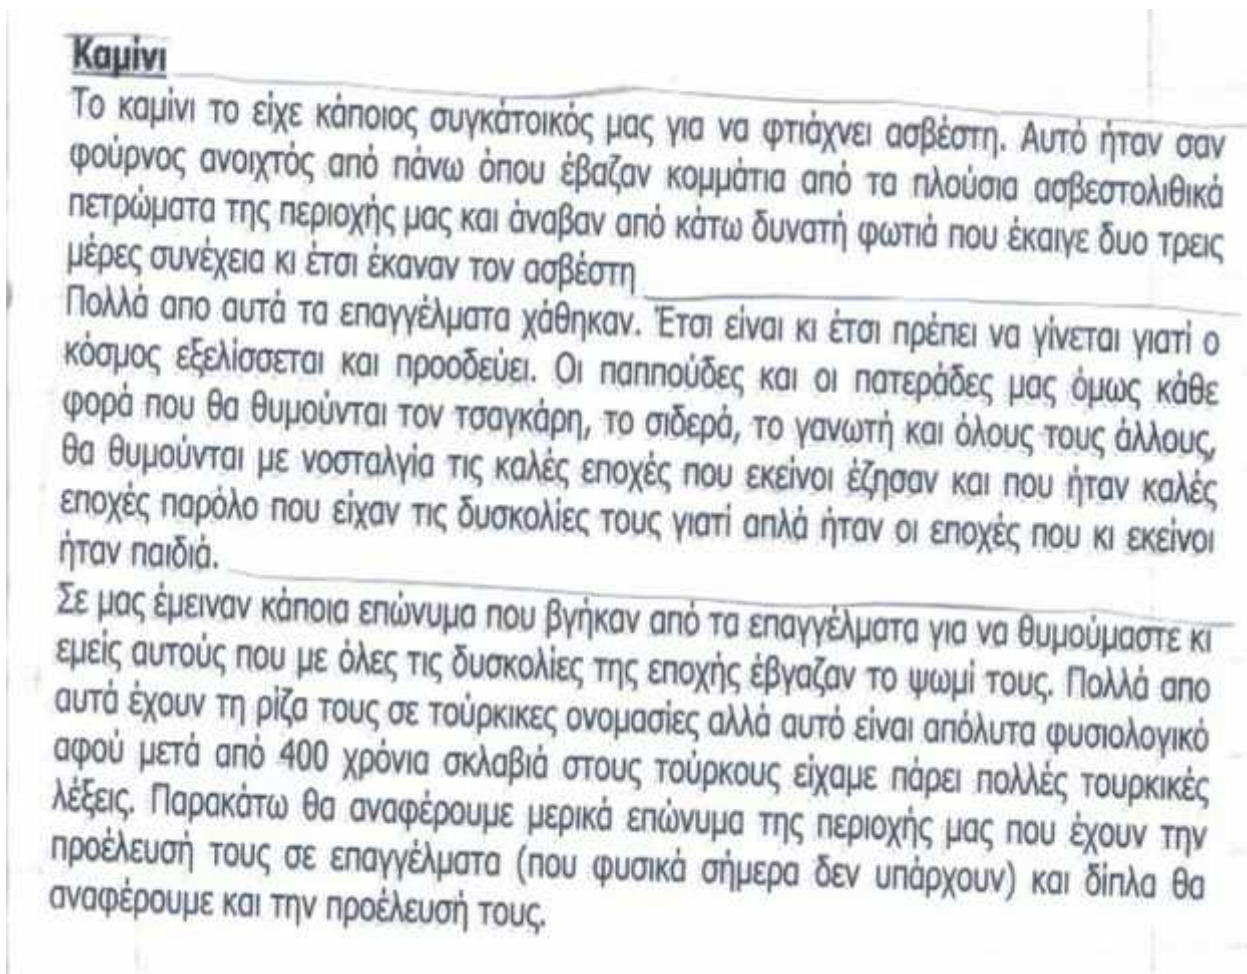 Καμίνι
Το καμίνι το είχε κάποιος συγκάτοικός μας για να φτιάχνει ασβέστη. Αυτό ήταν σαν
φούρνος ανοιχτός από πάνω όπου έβαζαν κομμάτια από τα πλούσια ασβεστολιθικά
πετρώματα της περιοχής μας και άναβαν από κάτω δυνατή φωτιά που έκαιγε δυο τρεις
μέρες συνέχεια κι έτσι έκαναν τον ασβέστη
Πολλά απο αυτά τα επαγγέλματα χάθηκαν. Έτσι είναι κι έτσι πρέπει να γίνεται γιατί ο
κόσμος εξελίσσεται και προοδεύει. Οι παππούδες και οι πατεράδες μας όμως κάθε
φορά που θα θυμούνται τον τσαγκάρη, το σιδερά, το γανωτή και όλους τους άλλους,
θα θυμούνται με νοσταλγία τις καλές εποχές που εκείνοι έζησαν και που ήταν καλές
εποχές παρόλο που είχαν τις δυσκολίες τους γιατί απλά ήταν οι εποχές που κι εκείνοι
ήταν παιδιά.
Σε μας έμειναν κάποια επώνυμα που βγήκαν από τα επαγγέλματα για να θυμούμαστε κι
εμείς αυτούς που με όλες τις δυσκολίες της εποχής έβγαζαν το ψωμί τους. Πολλά απο
αυτά έχουν τη ρίζα τους σε τούρκικες ονομασίες αλλά αυτό είναι απόλυτα φυσιολογικό
αφού μετά από 400 χρόνια σκλαβιά στους τούρκους είχαμε πάρει πολλές τουρκικές
λέξεις. Παρακάτω θα αναφέρουμε μερικά επώνυμα της περιοχής μας που έχουν την
προέλευσή τους σε επαγγέλματα (που φυσικά σήμερα δεν υπάρχουν) και δίπλα θα
αναφέρουμε και την προέλευσή τους.